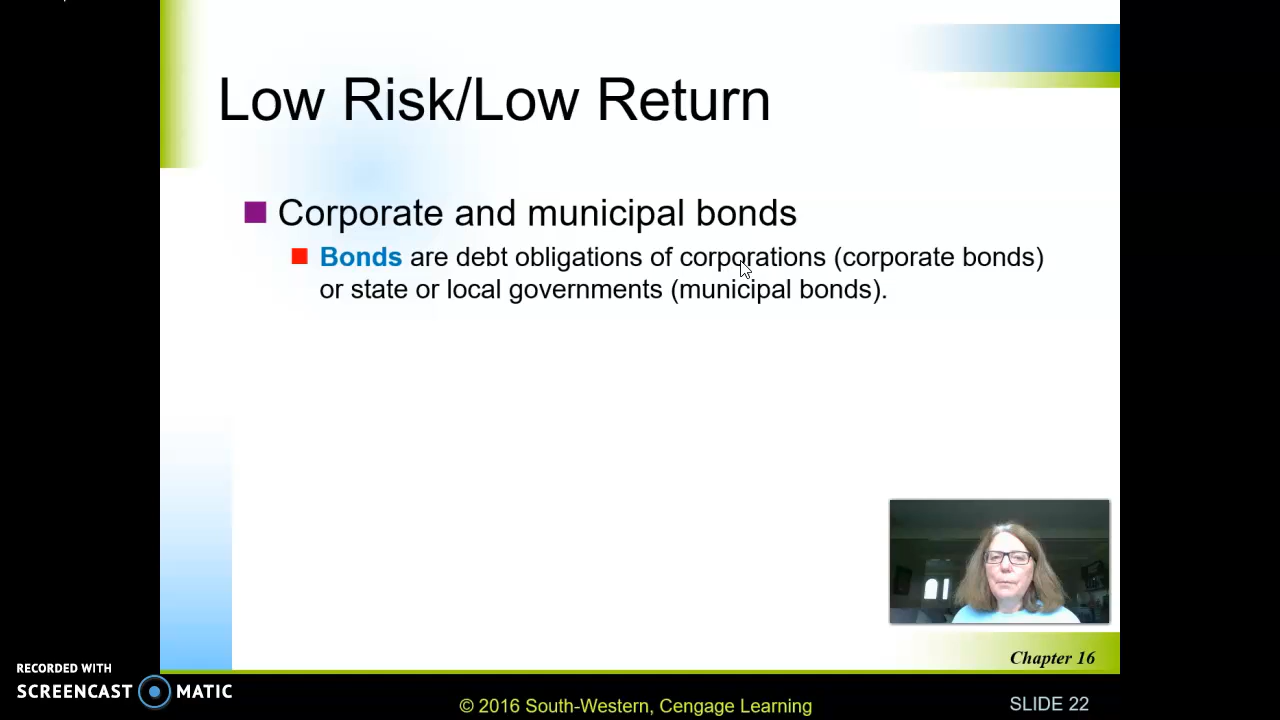 Low Risk/Low Return
Corporate and municipal bonds
Bonds are debt obligations of corporations (corporate bonds)
or state or local governments (municipal bonds).
Chapter 16
RECORDED WITH
SCREENCAST MATIC
© 2016 South-Western, Cengage Learning
SLIDE 22